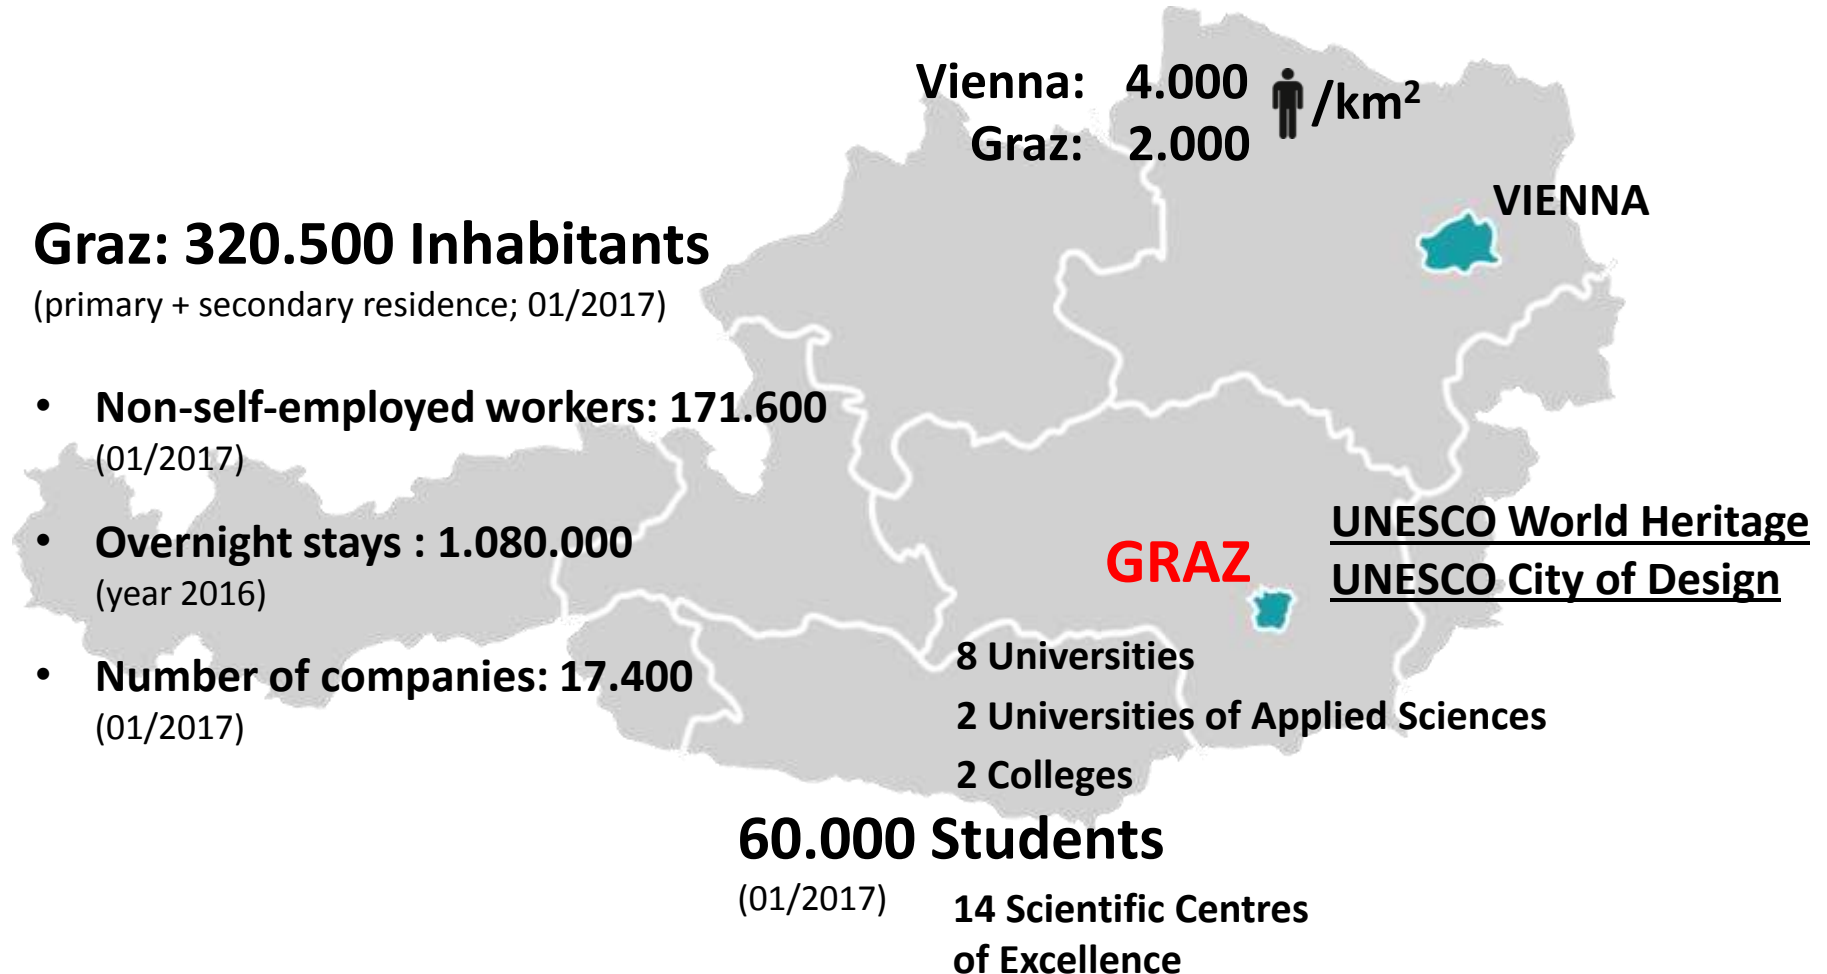 Vienna: 4.000
/km²
Graz: 2.000
VIENNA
Graz: 320.500 Inhabitants
(primary + secondary residence; 01/2017)
• Non-self-employed workers: 171.600
(01/2017)
• Overnight stays : 1.080.000
(year 2016)
• Number of companies: 17.400
(01/2017)
UNESCO World Heritage
UNESCO City of Design
GRAZ
8 Universities
2 Universities of Applied Sciences
2 Colleges
60.000 Students
(01/2017)
14 Scientific Centres
of Excellence